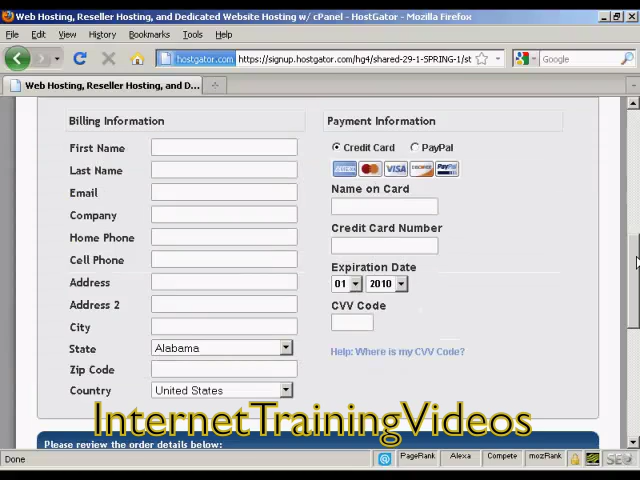 Web Hosting, Reseller Hosting, and Dedicated Website Hosting w/ cPanel - HostGator - Mozilla Firefox
File Edit View History Bookmarks Tools Help
hostgator.com https://signup.hostgator.com/hg4/shared-29-1-SPRING-1/st
Google
Web Hosting, Reseller Hosting, and D...
Billing Information
First Name
Last Name
Email
Company
Home Phone
Cell Phone
Address
Address 2
City
State Alabama
Zip Code
Country United States
Payment Information
Credit Card PayPal
VISA
Name on Card
Credit Card Number
Expiration Date
01 2010
CVV Code
Help: Where is my CVV Code?
InternetTrainingVideos
Please review the order details below:
Done PageRank Alexa Compete mozRank